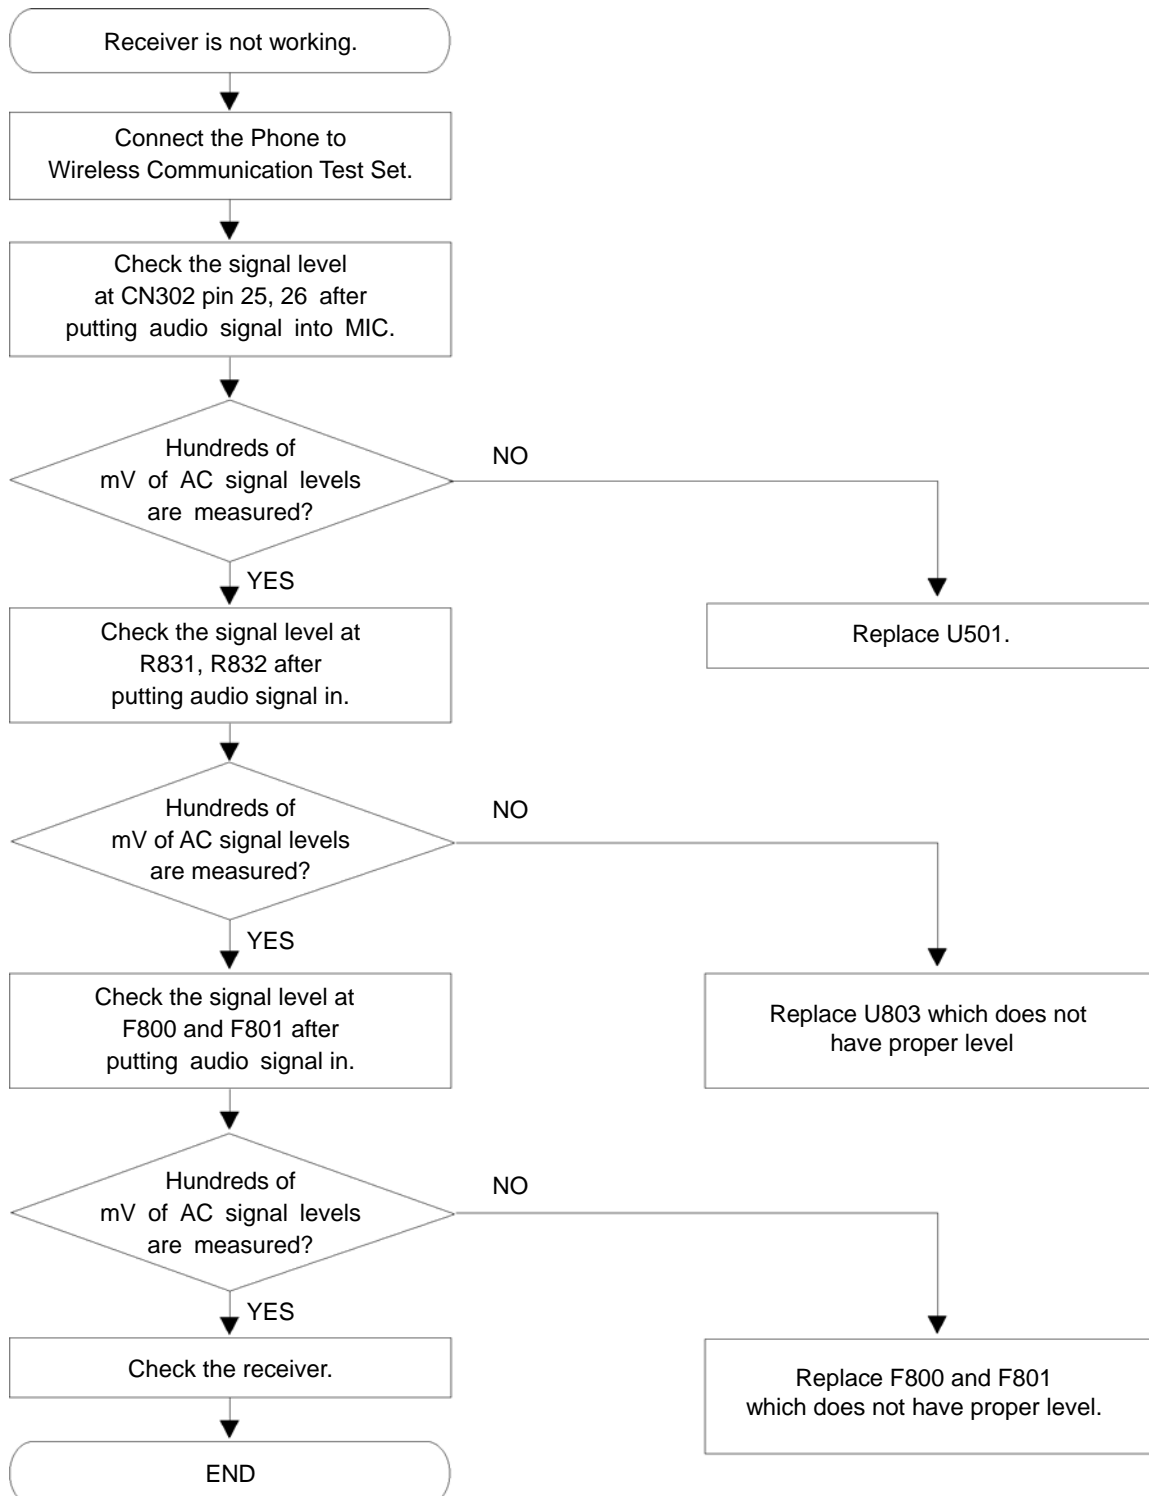 Receiver is not working.
Connect the Phone to
Wireless Communication Test Set.
Check the signal level
at CN302 pin 25, 26 after
putting audio signal into MIC.
Hundreds of
mV of AC signal levels
are measured?
NO
YES
Check the signal level at
R831, R832 after
putting audio signal in.
Replace U501.
Hundreds of
mV of AC signal levels
are measured?
NO
YES
Check the signal level at
F800 and F801 after
putting audio signal in.
Replace U803 which does not
have proper level
Hundreds of
mV of AC signal levels
are measured?
NO
YES
Check the receiver.
Replace F800 and F801
which does not have proper level.
END